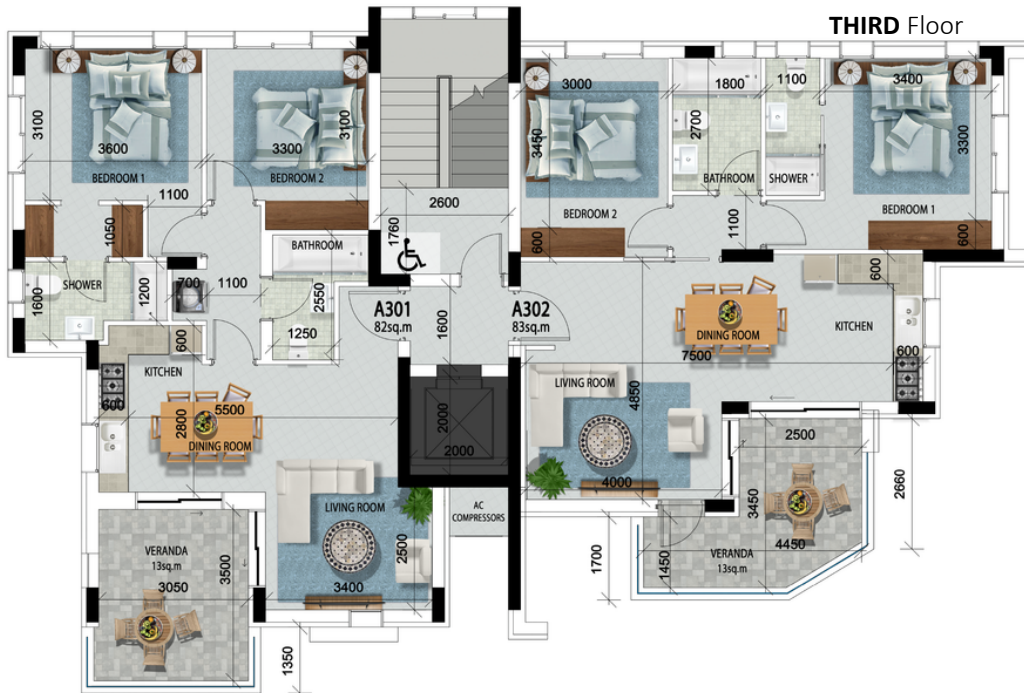 THIRD Floor
3100
3600
BEDROOM 1
3300
3100
BEDROOM 2
1100
1050
1600
SHOWER
1200
700
1100
BATHROOM
2550
1250
600
KITCHEN
600
2800
5500
DINING ROOM
LIVING ROOM
2500
3400
VERANDA
13sq.m
3500
3050
1350
2600
1760
A301
82sq.m
1600
2000
2000
AC
COMPRESSORS
A302
83sq.m
3000
3450
BEDROOM 2
600
1800
2700
BATHROOM
1100
1100
SHOWER
3400
3300
BEDROOM 1
600
600
DINING ROOM
7500
KITCHEN
600
LIVING ROOM
4850
4000
2500
3450
2660
4450
VERANDA
13sq.m
1450
1700